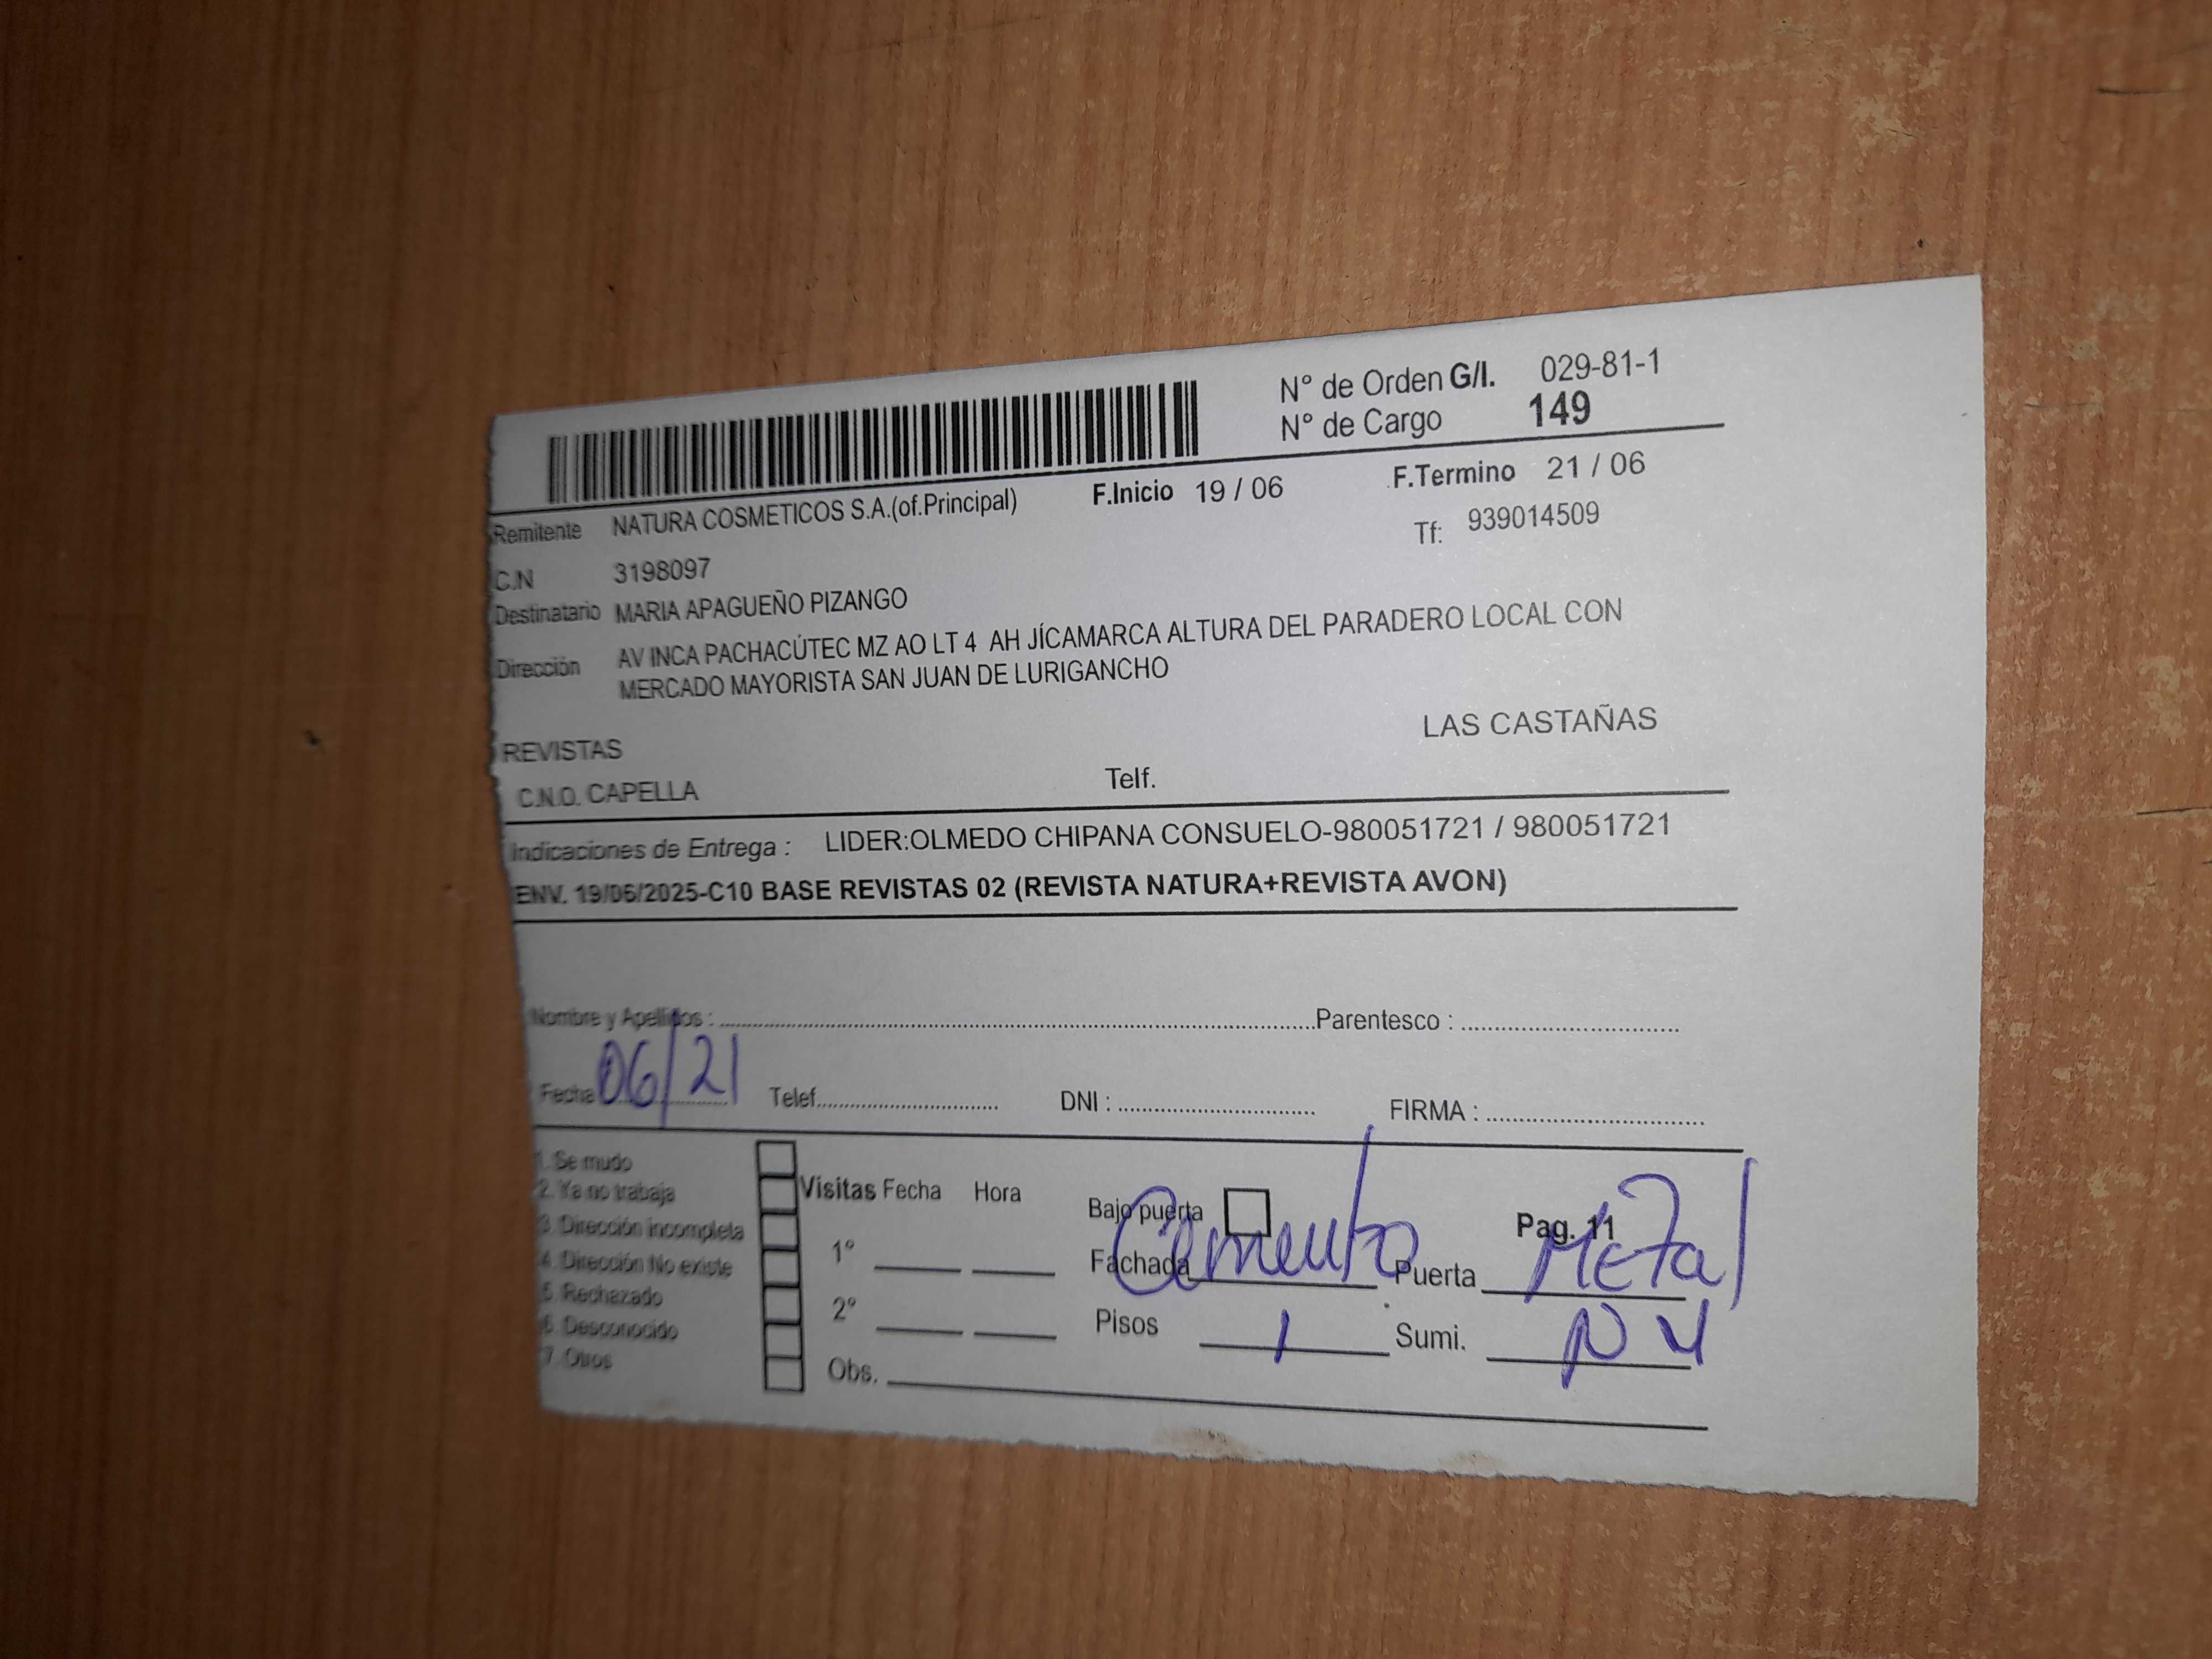 N° de Orden G/I. 029-81-1
N° de Cargo 149
Remitente NATURA COSMETICOS S.A.(of.Principal) F.Inicio 19 / 06 F.Termino 21 / 06
Tf: 939014509
C.N 3198097
Destinatario MARIA APAGUEÑO PIZANGO
Dirección AV INCA PACHACÚTEC MZ AO LT 4 AH JÍCAMARCA ALTURA DEL PARADERO LOCAL CON
MERCADO MAYORISTA SAN JUAN DE LURIGANCHO
LAS CASTAÑAS
REVISTAS
C.N.O. CAPELLA Telf.
Indicaciones de Entrega : LIDER:OLMEDO CHIPANA CONSUELO-980051721 / 980051721
ENV. 19/06/2025-C10 BASE REVISTAS 02 (REVISTA NATURA+REVISTA AVON)
Nombre y Apellidos : Parentesco :
Fecha 06/21 Telef. DNI : FIRMA :
1. Se mudo
2. Ya no trabaja
3. Dirección incompleta
4. Dirección No existe
5. Rechazado
6. Desconocido
7. Otros
Visitas Fecha Hora
1°
2°
Obs.
Bajo puerta Pag. 11
Fachada Cemento Puerta Metal
Pisos 1 Sumi. N 4